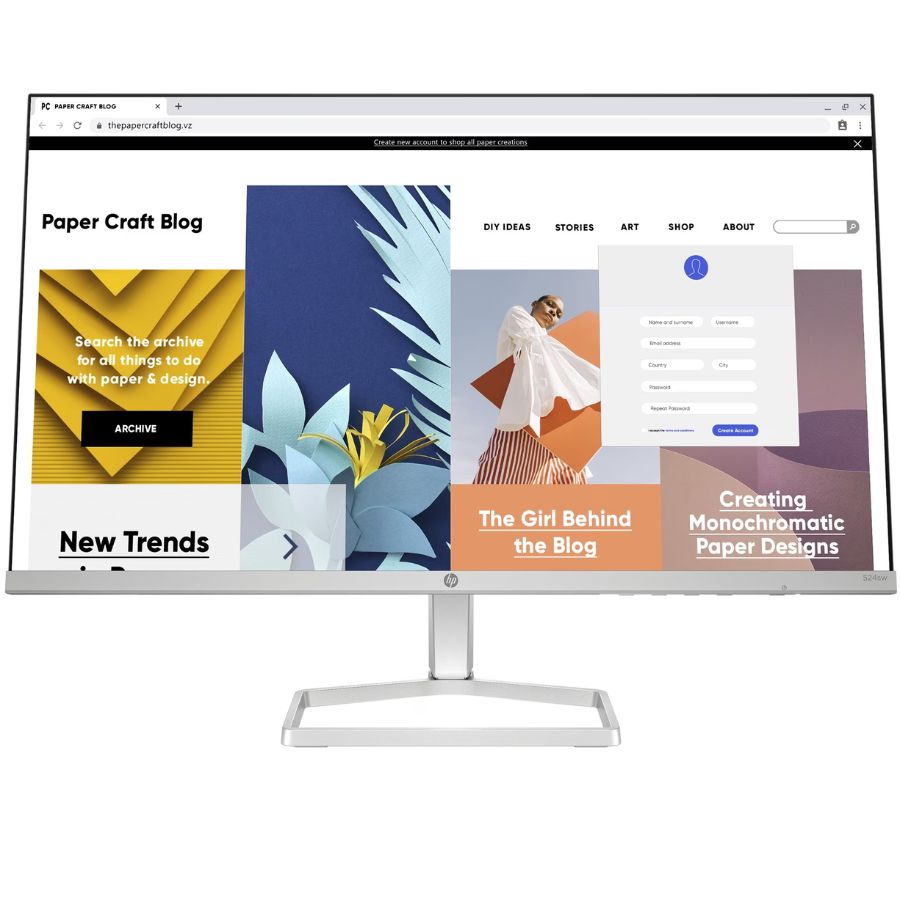 PC PAPER CRAFT BLOG
thepapercraftblog.vz
Create new account to shop all paper creations
Paper Craft Blog
DIY IDEAS
STORIES
ART
SHOP
ABOUT
Search the archive
for all things to do
with paper & design.
ARCHIVE
Name and surname
Username
Email address
Country
City
Password
Repeat Password
I accept the terms and conditions
Create Account
New Trends
The Girl Behind
the Blog
Creating
Monochromatic
Paper Designs
hp
524sw